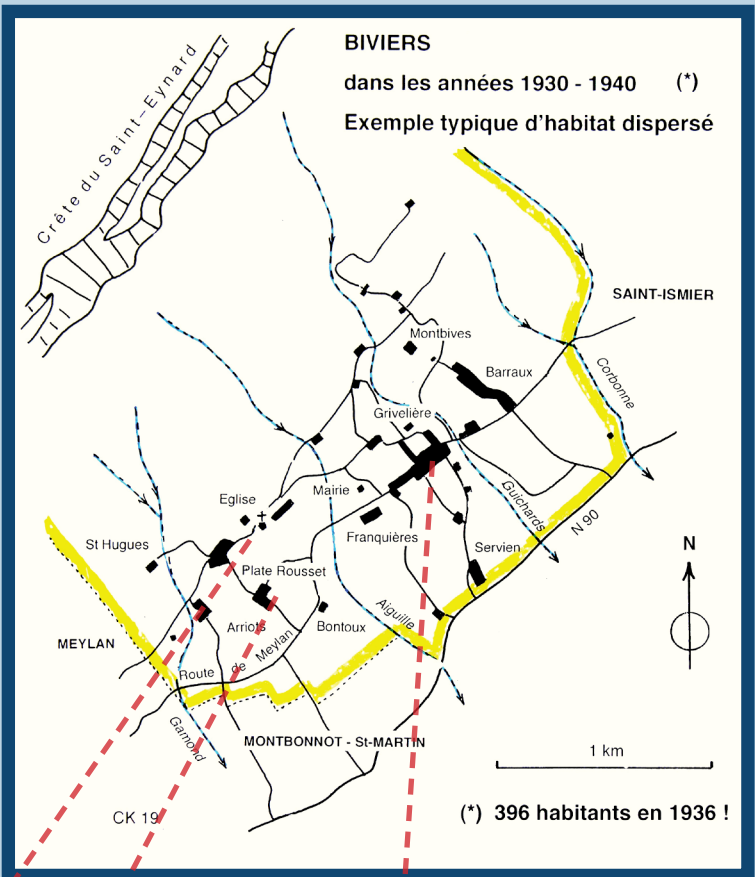 BIVIERS
dans les années 1930 - 1940 (*)
Exemple typique d'habitat dispersé
Crête du Saint-Eynard
SAINT-ISMIER
Montbives
Corbonne
Barraux
Grivelière
Mairie
Eglise
Guichards
N 90
Franquières
St Hugues
Servien
N
Plate Rousset
Aiguille
Arriots
Bontoux
MEYLAN
Route de Meylan
Gamond
MONTBONNOT - St-MARTIN
1 km
CK 19
(*) 396 habitants en 1936 !